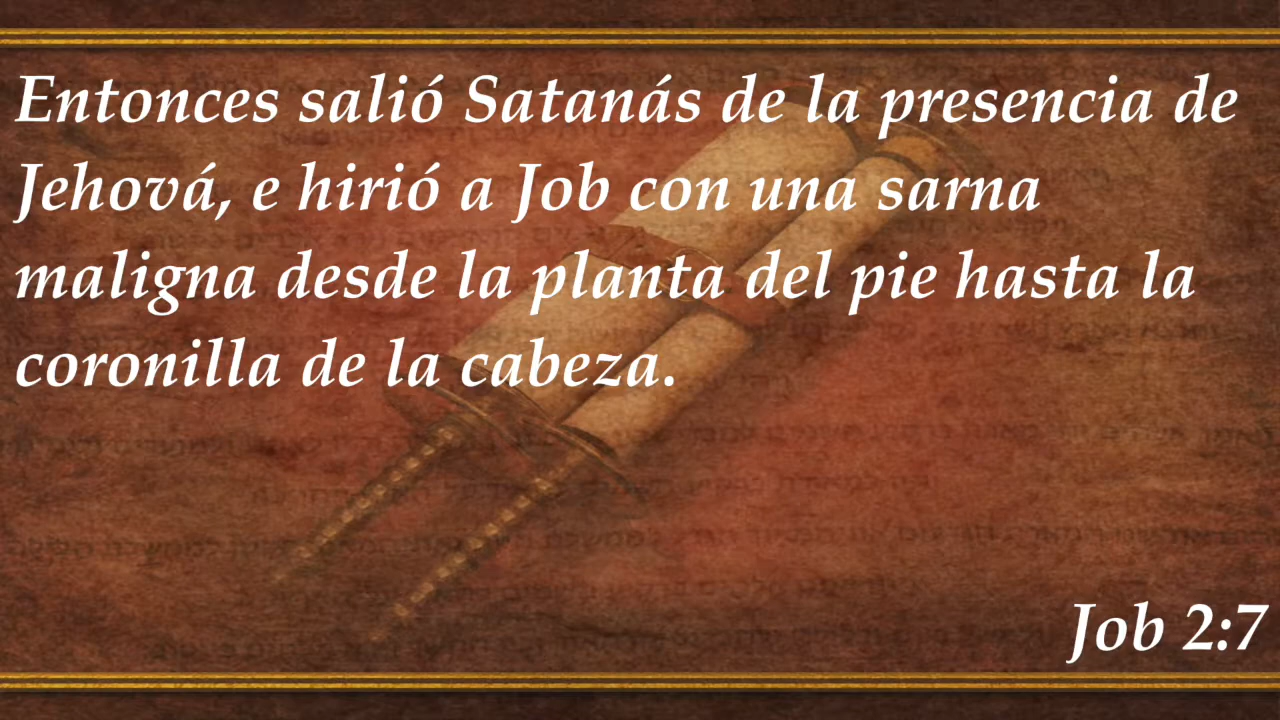 Entonces salió Satanás de la presencia de
Jehová, e hirió a Job con una sarna
maligna desde la planta del pie hasta la
coronilla de la cabeza.
Job 2:7